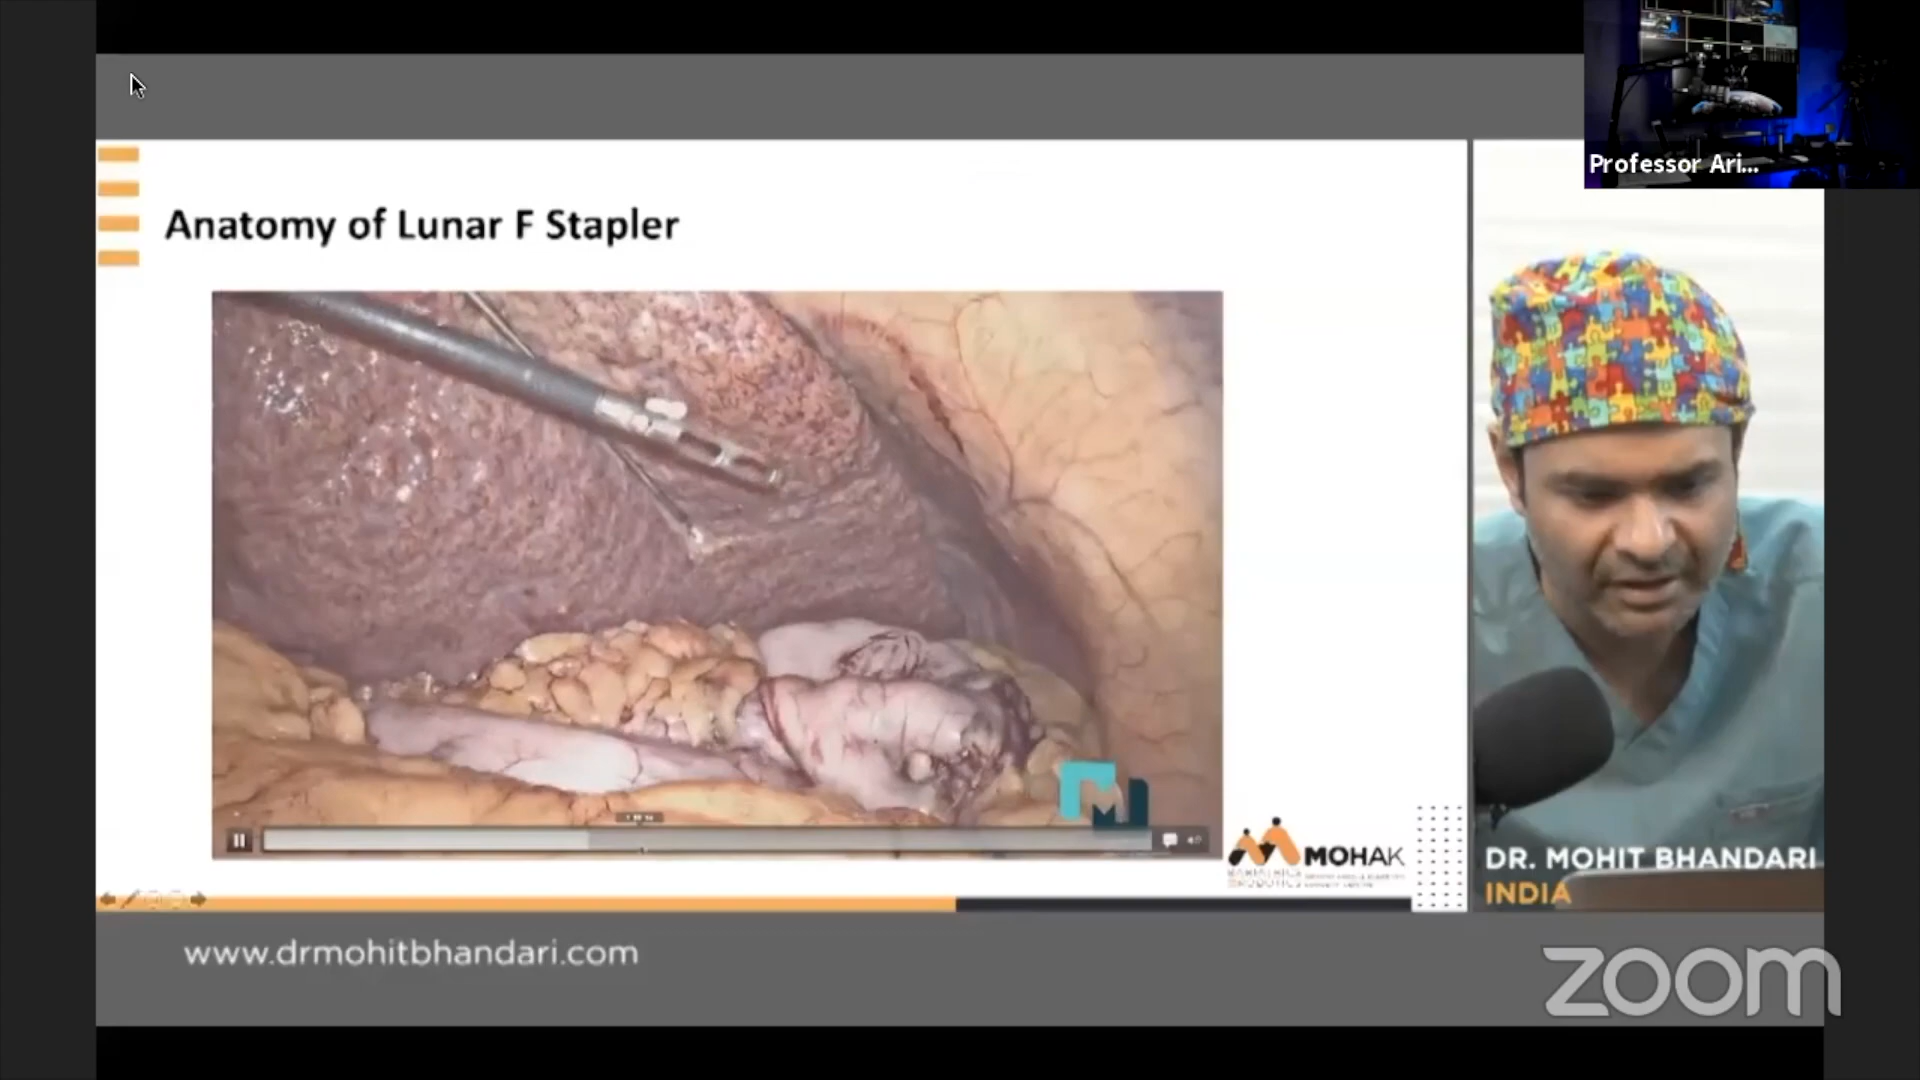 Professor Ari...
Anatomy of Lunar F Stapler
MOHAK
DR. MOHIT BHANDARI
INDIA
www.drmohitbhandari.com
zoom